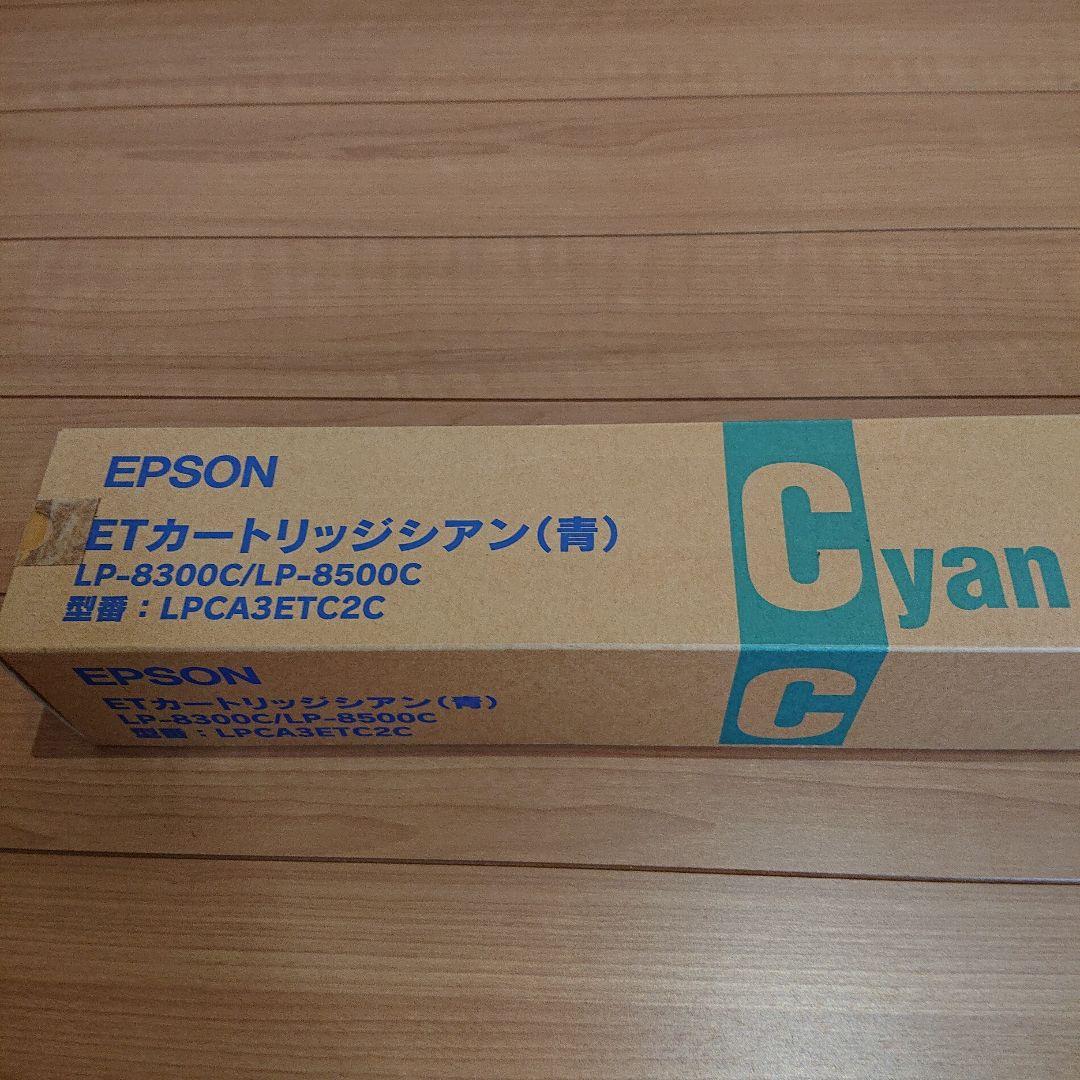 EPSON
ETカートリッジシアン(青)
LP-8300C/LP-8500C
型番：LPCA3ETC2C
Cyan
EPSON
ETカートリッジシアン(青)
LP-8300C/LP-8500C
型番：LPCA3ETC2C
C